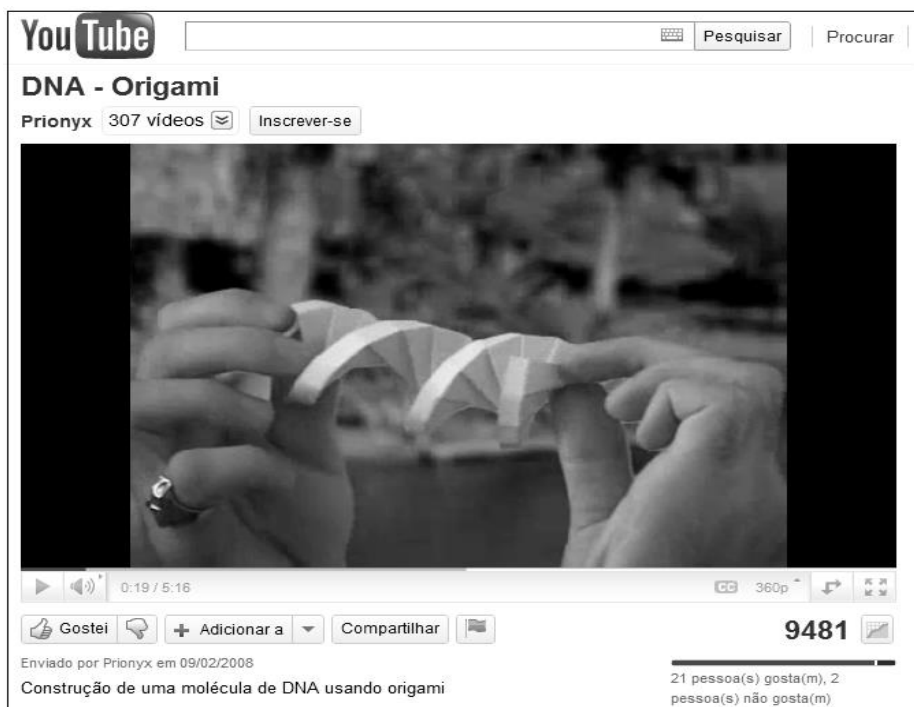 YouTube Pesquisar Procurar
DNA - Origami
Prionyx 307 vídeos Inscrever-se
0:19 / 5:16 CC 360p
Gostei Adicionar a Compartilhar 9481
Enviado por Prionyx em 09/02/2008
Construção de uma molécula de DNA usando origami
21 pessoa(s) gosta(m), 2
pessoa(s) não gosta(m)